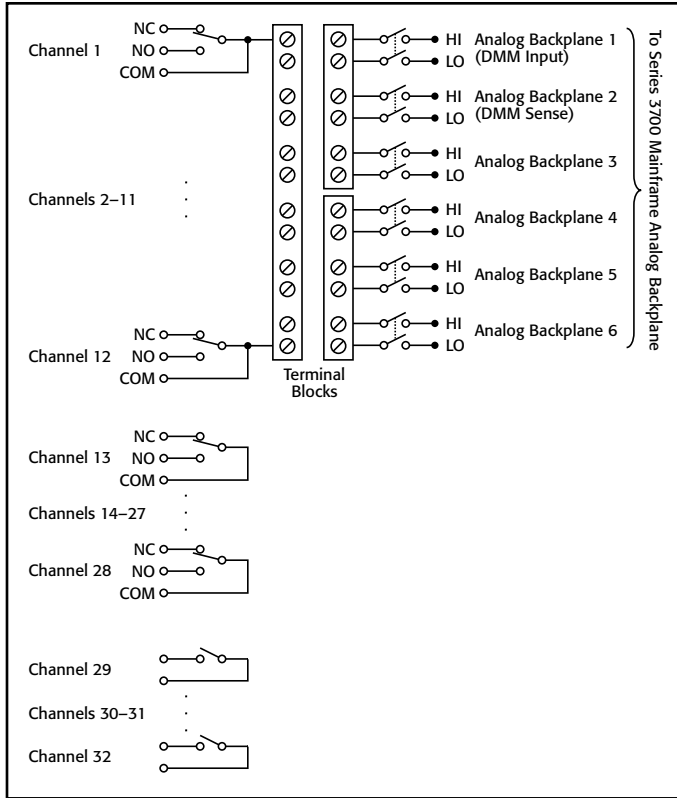 Channel 1
NC
NO
COM
Channels 2–11
Channel 12
NC
NO
COM
Terminal
Blocks
HI
LO
Analog Backplane 1
(DMM Input)
HI
LO
Analog Backplane 2
(DMM Sense)
HI
LO
Analog Backplane 3
HI
LO
Analog Backplane 4
HI
LO
Analog Backplane 5
HI
LO
Analog Backplane 6
To Series 3700 Mainframe Analog Backplane
Channel 13
NC
NO
COM
Channels 14–27
Channel 28
NC
NO
COM
Channel 29
Channels 30–31
Channel 32